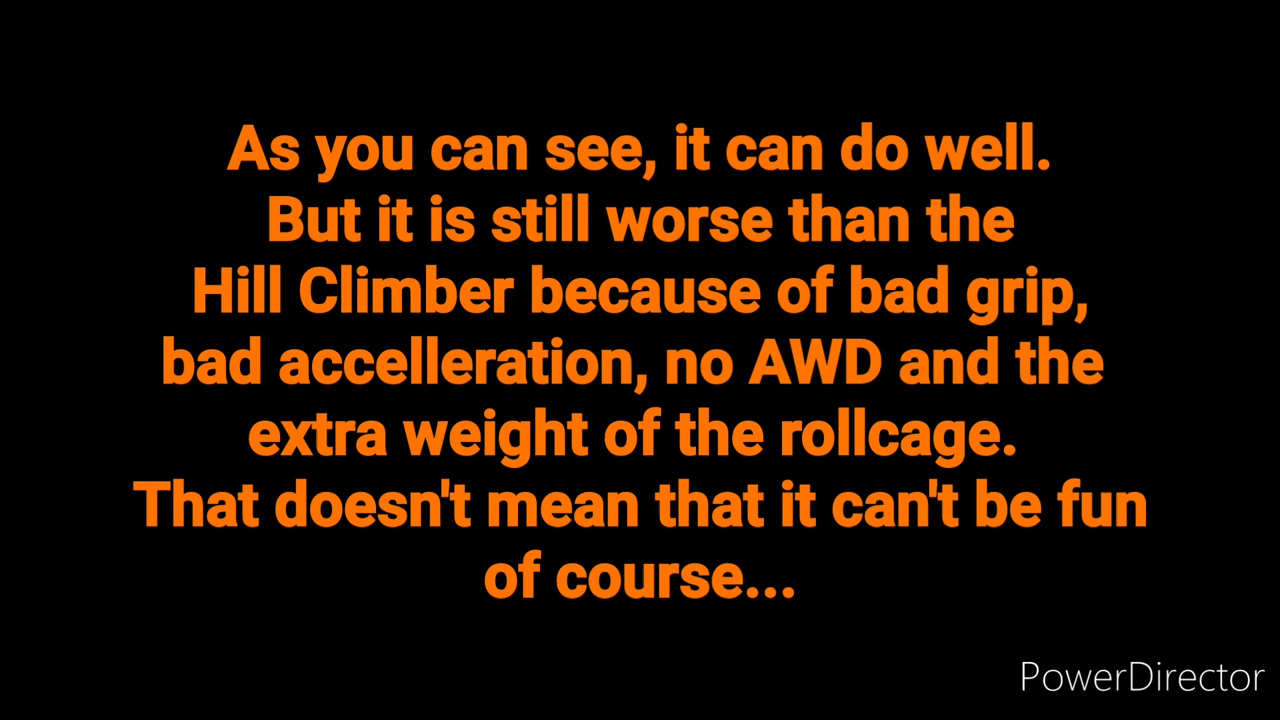 As you can see, it can do well.
But it is still worse than the
Hill Climber because of bad grip,
bad accelleration, no AWD and the
extra weight of the rollcage.
That doesn't mean that it can't be fun
of course...
PowerDirector